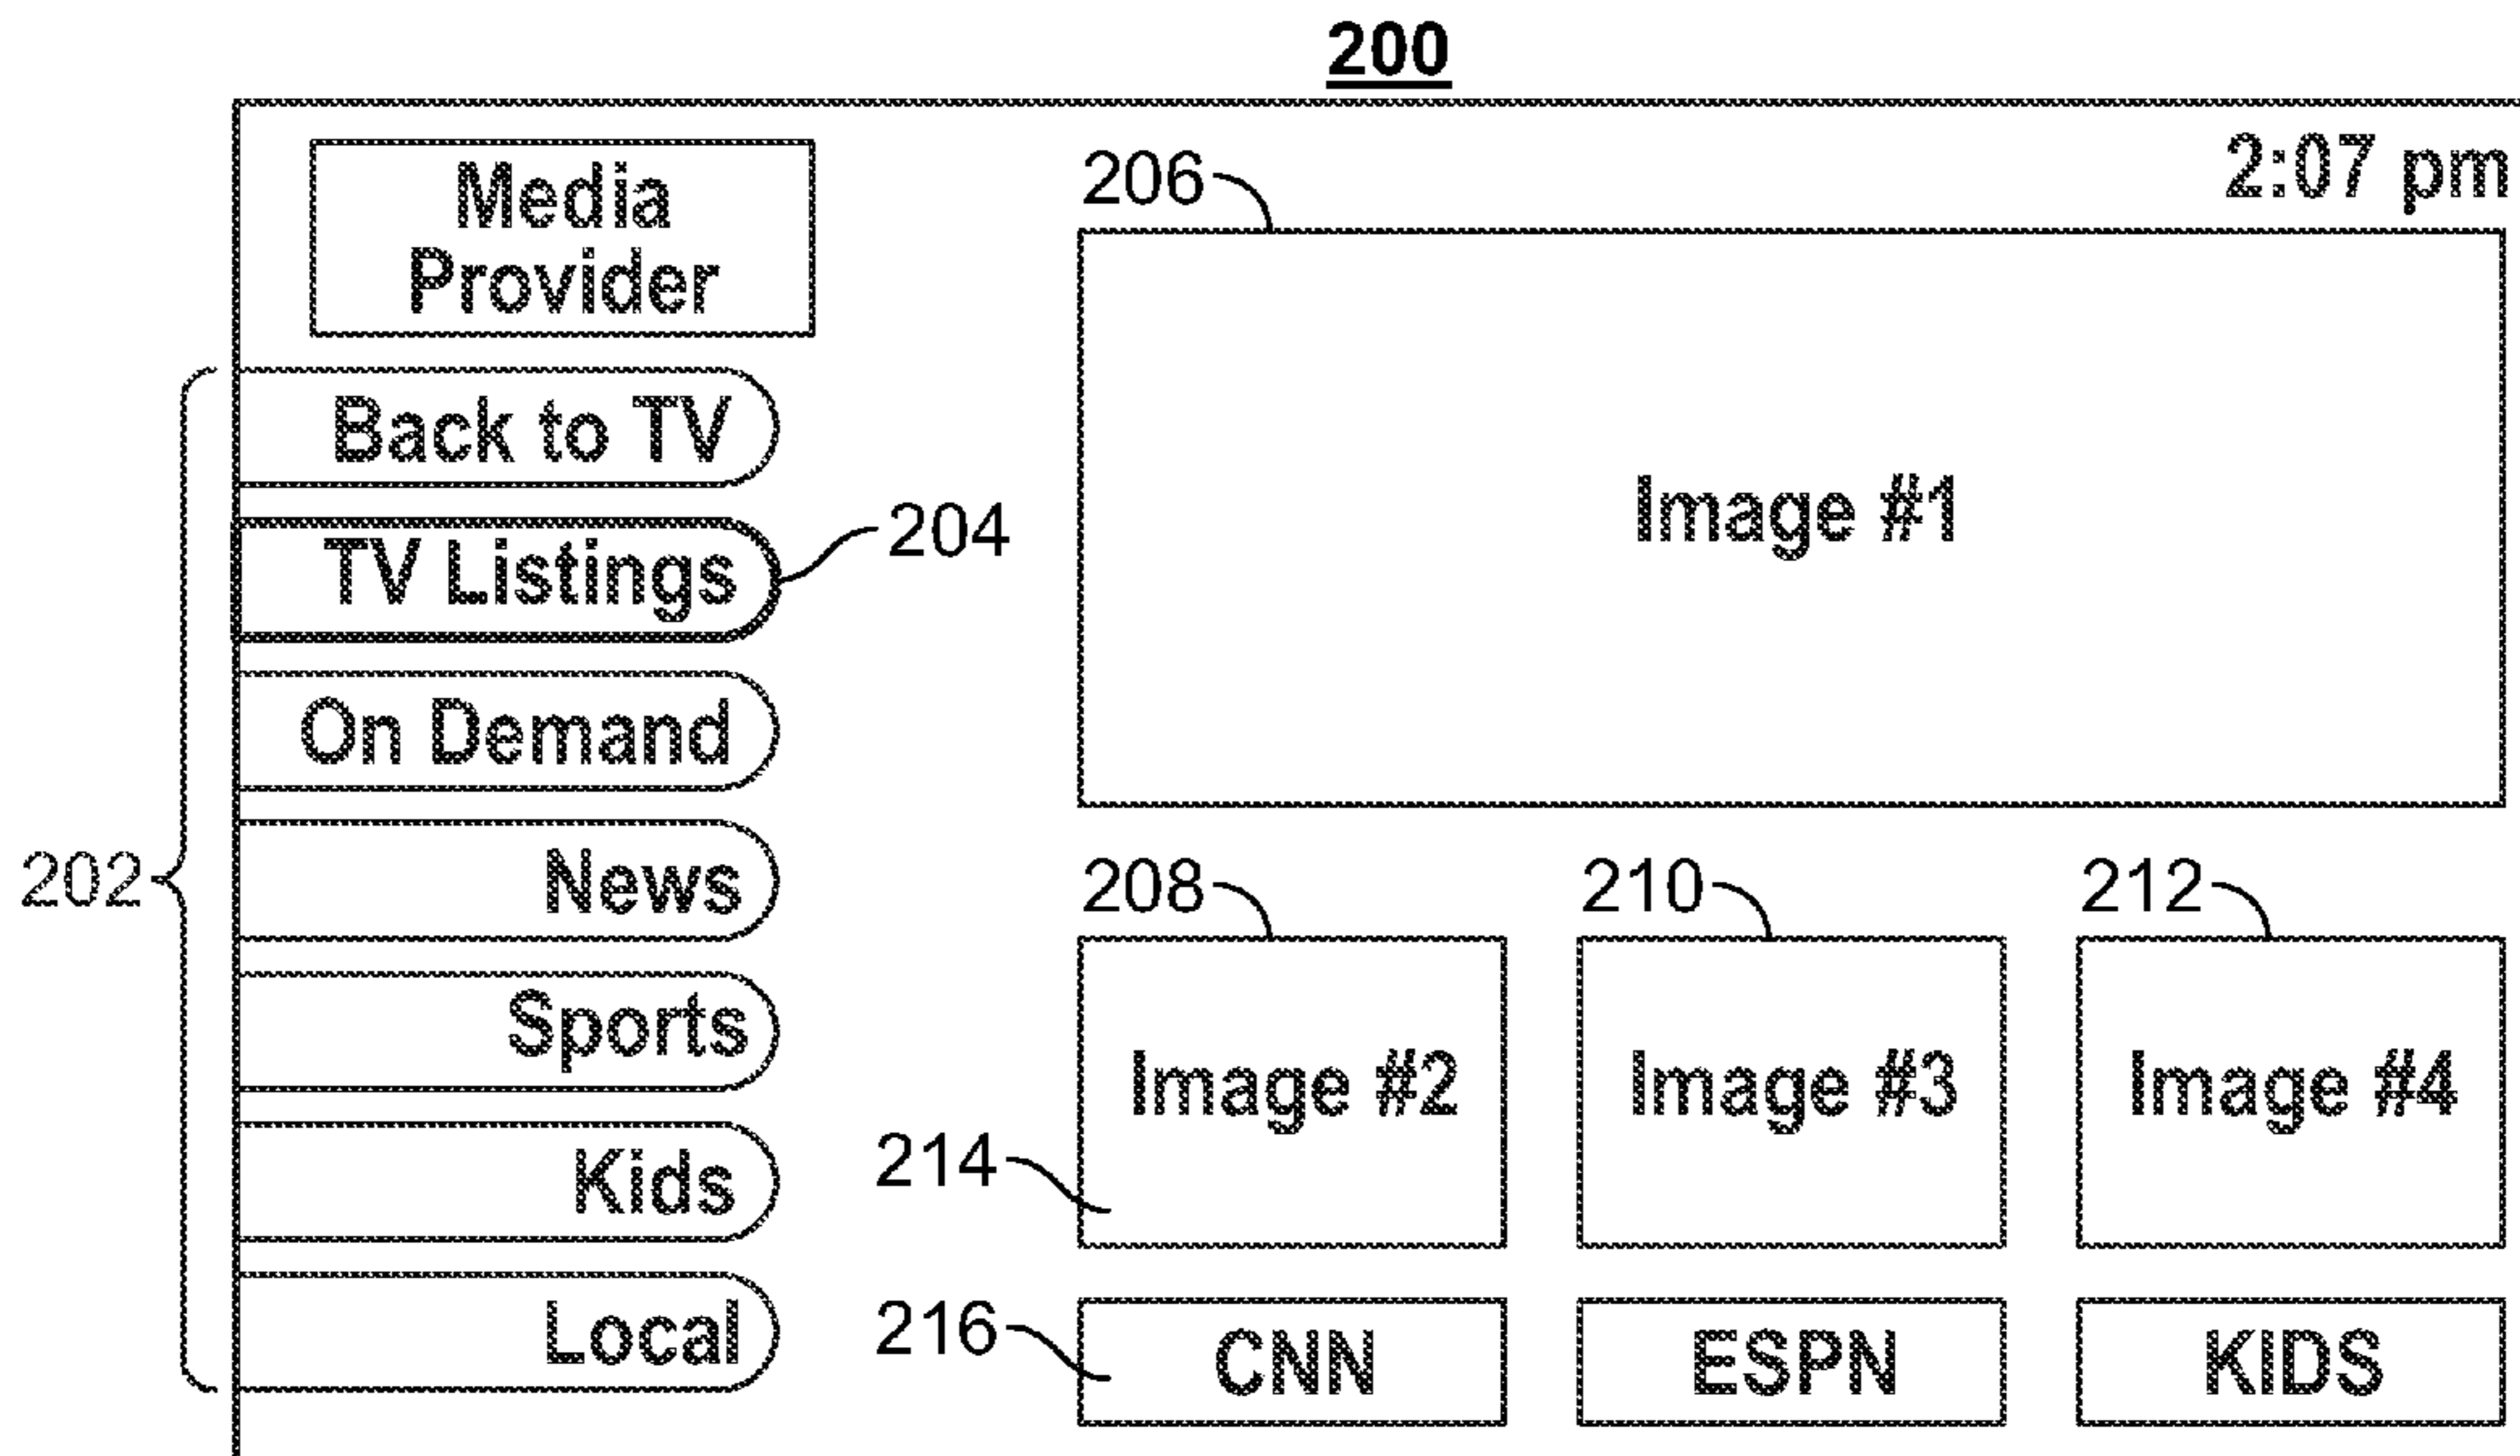 200
2:07 pm
Media
Provider
206
Back to TV
Image #1
TV Listings
204
On Demand
202
News
208
210
212
Sports
Image #2
Image #3
Image #4
214
Kids
216
Local
CNN
ESPN
KIDS